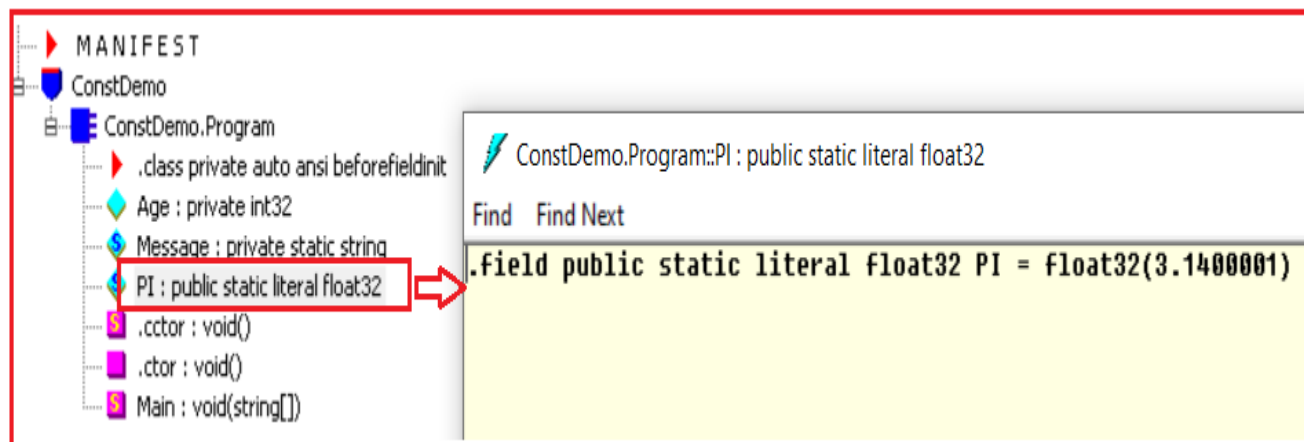 MANIFEST
ConstDemo
ConstDemo.Program
.class private auto ansi beforefieldinit
Age : private int32
Message : private static string
PI : public static literal float32
.cctor : void()
.ctor : void()
Main : void(string[])
ConstDemo.Program::PI : public static literal float32
Find Find Next
.field public static literal float32 PI = float32(3.1400001)